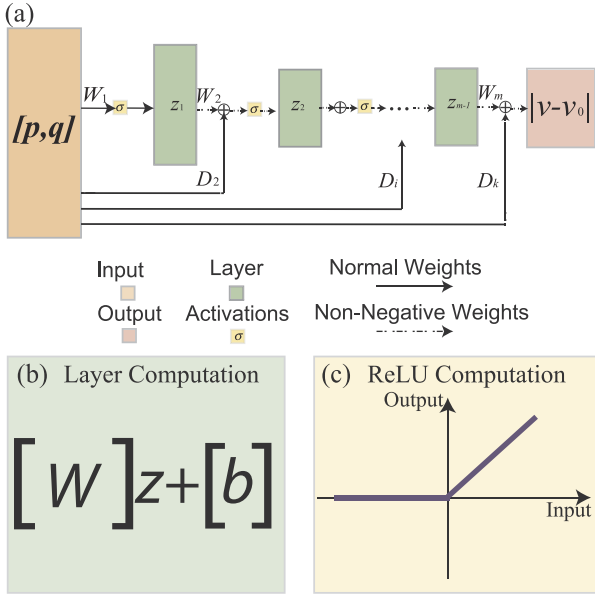 (a)
[p,q]
W₁ σ z₁ W₂ σ z₂ σ zₘ₋₁ Wₘ |v-v₀|
D₂ Dᵢ Dₖ
Input Layer Normal Weights
Output Activations Non-Negative Weights
σ
(b) Layer Computation
[W]z+[b]
(c) ReLU Computation
Output
Input